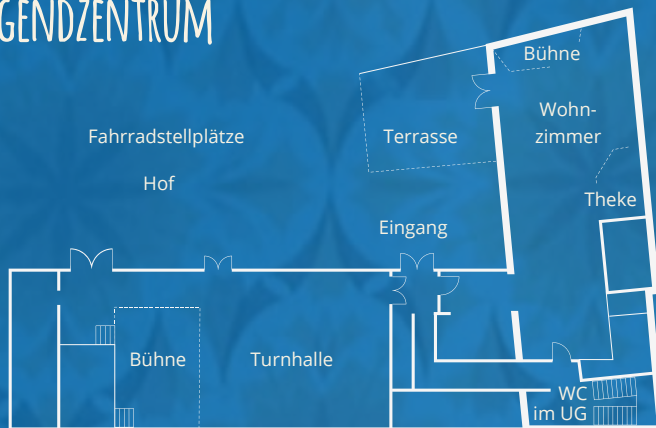 GENDZENTRUM
Bühne
Wohn-
zimmer
Fahrradstellplätze
Terrasse
Hof
Theke
Eingang
Bühne
Turnhalle
WC
im UG